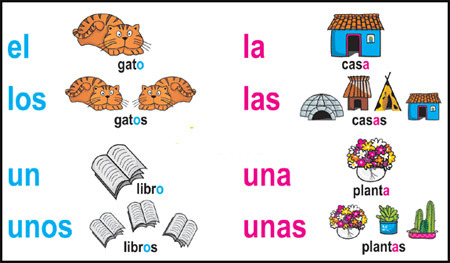 el
gato
los
gatos
un
libro
unos
libros
la
casa
las
casas
una
planta
unas
plantas